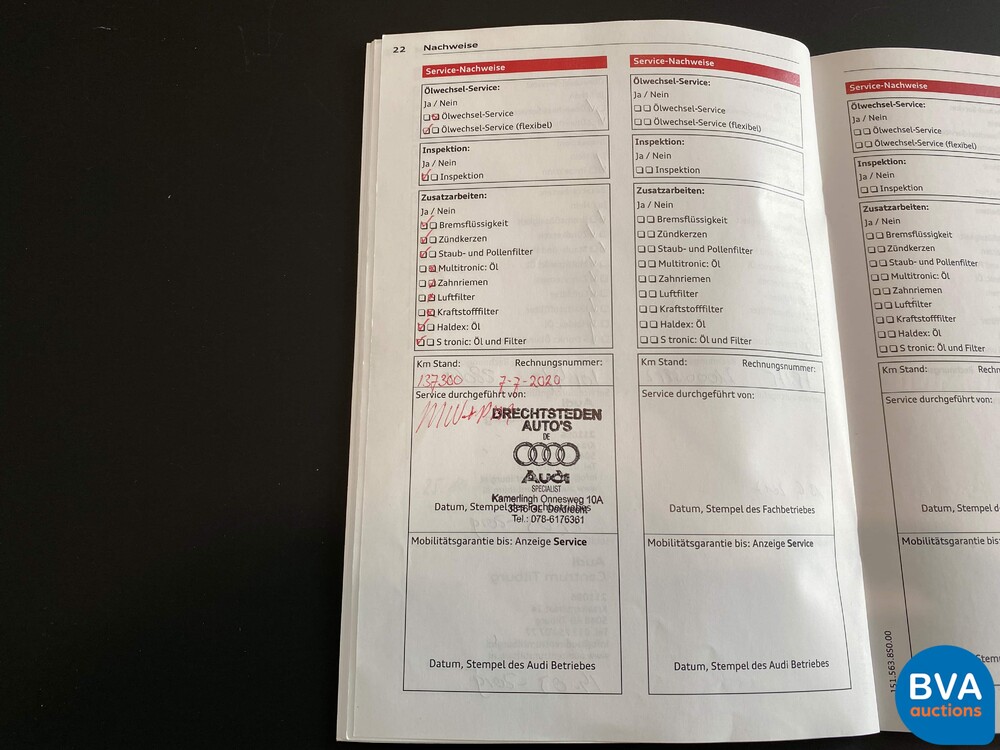 22 Nachweise
Service-Nachweise
Ölwechsel-Service:
Ja / Nein
Ölwechsel-Service
Ölwechsel-Service (flexibel)
Inspektion:
Ja / Nein
Inspektion
Zusatzarbeiten:
Ja / Nein
Bremsflüssigkeit
Zündkerzen
Staub- und Pollenfilter
Multitronic: Öl
Zahnriemen
Luftfilter
Kraftstofffilter
Haldex: Öl
S tronic: Öl und Filter
Km Stand: Rechnungsnummer:
137.300 7-7-2020
Service durchgeführt von:
DRECHTSTEDEN
AUTO'S
DE
Audi
SPECIALIST
Kamerlingh Onnesweg 10A
Datum, Stempel des Fachbetriebes
Tel.: 078-6176361
Mobilitätsgarantie bis: Anzeige Service
Datum, Stempel des Audi Betriebes
Service-Nachweise
Ölwechsel-Service:
Ja / Nein
Ölwechsel-Service
Ölwechsel-Service (flexibel)
Inspektion:
Ja / Nein
Inspektion
Zusatzarbeiten:
Ja / Nein
Bremsflüssigkeit
Zündkerzen
Staub- und Pollenfilter
Multitronic: Öl
Zahnriemen
Luftfilter
Kraftstofffilter
Haldex: Öl
S tronic: Öl und Filter
Km Stand: Rechnungsnummer:
Service durchgeführt von:
Datum, Stempel des Fachbetriebes
Mobilitätsgarantie bis: Anzeige Service
Datum, Stempel des Audi Betriebes
Service-Nachweise
Ölwechsel-Service:
Ja / Nein
Ölwechsel-Service
Ölwechsel-Service (flexibel)
Inspektion:
Ja / Nein
Inspektion
Zusatzarbeiten:
Ja / Nein
Bremsflüssigkeit
Zündkerzen
Staub- und Pollenfilter
Multitronic: Öl
Zahnriemen
Luftfilter
Kraftstofffilter
Haldex: Öl
S tronic: Öl und Filter
Km Stand: Rech
Service durchgeführt von:
Datum, Stempel des
Mobilitätsgarantie bis:
151.563.850.00
BVA
auctions